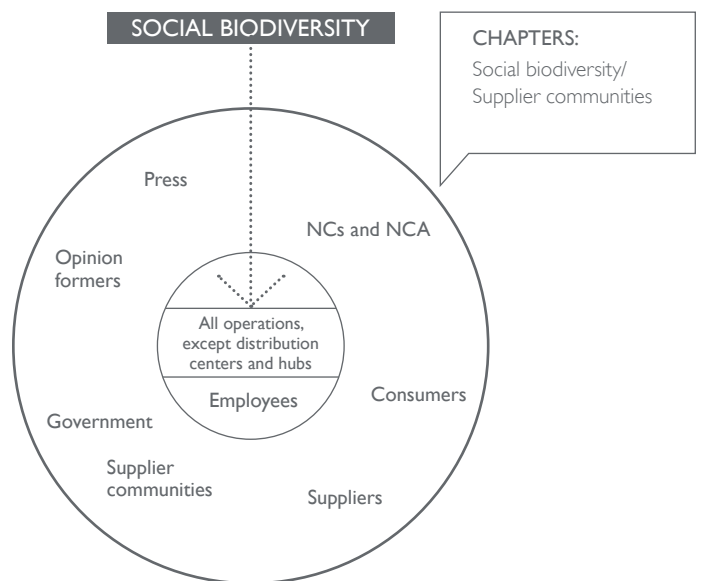 SOCIAL BIODIVERSITY
CHAPTERS:
Social biodiversity/
Supplier communities
Press
NCs and NCA
Opinion
formers
All operations,
except distribution
centers and hubs
Employees
Consumers
Government
Supplier
communities
Suppliers